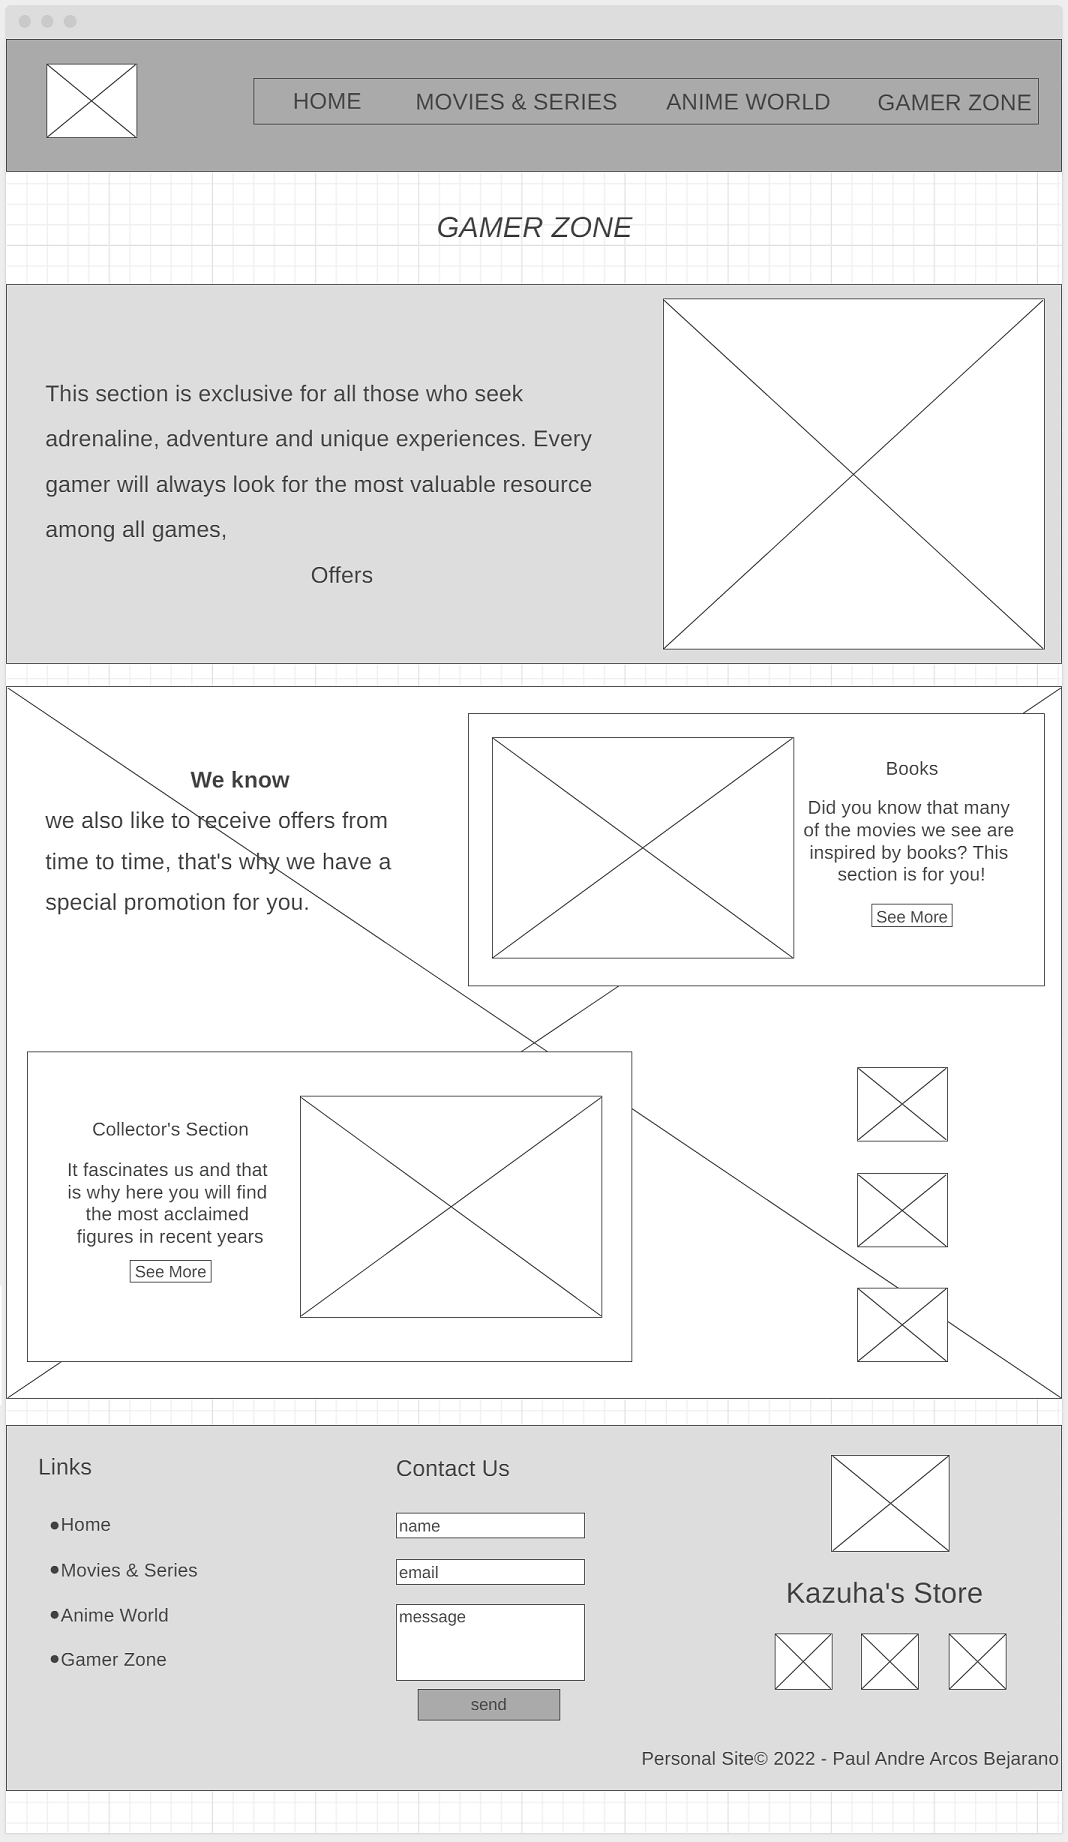 HOME MOVIES & SERIES ANIME WORLD GAMER ZONE
GAMER ZONE
This section is exclusive for all those who seek
adrenaline, adventure and unique experiences. Every
gamer will always look for the most valuable resource
among all games,
Offers
We know
we also like to receive offers from
time to time, that's why we have a
special promotion for you.
Books
Did you know that many
of the movies we see are
inspired by books? This
section is for you!
See More
Collector's Section
It fascinates us and that
is why here you will find
the most acclaimed
figures in recent years
See More
Links
●Home
●Movies & Series
●Anime World
●Gamer Zone
Contact Us
name
email
message
send
Kazuha's Store
Personal Site© 2022 - Paul Andre Arcos Bejarano